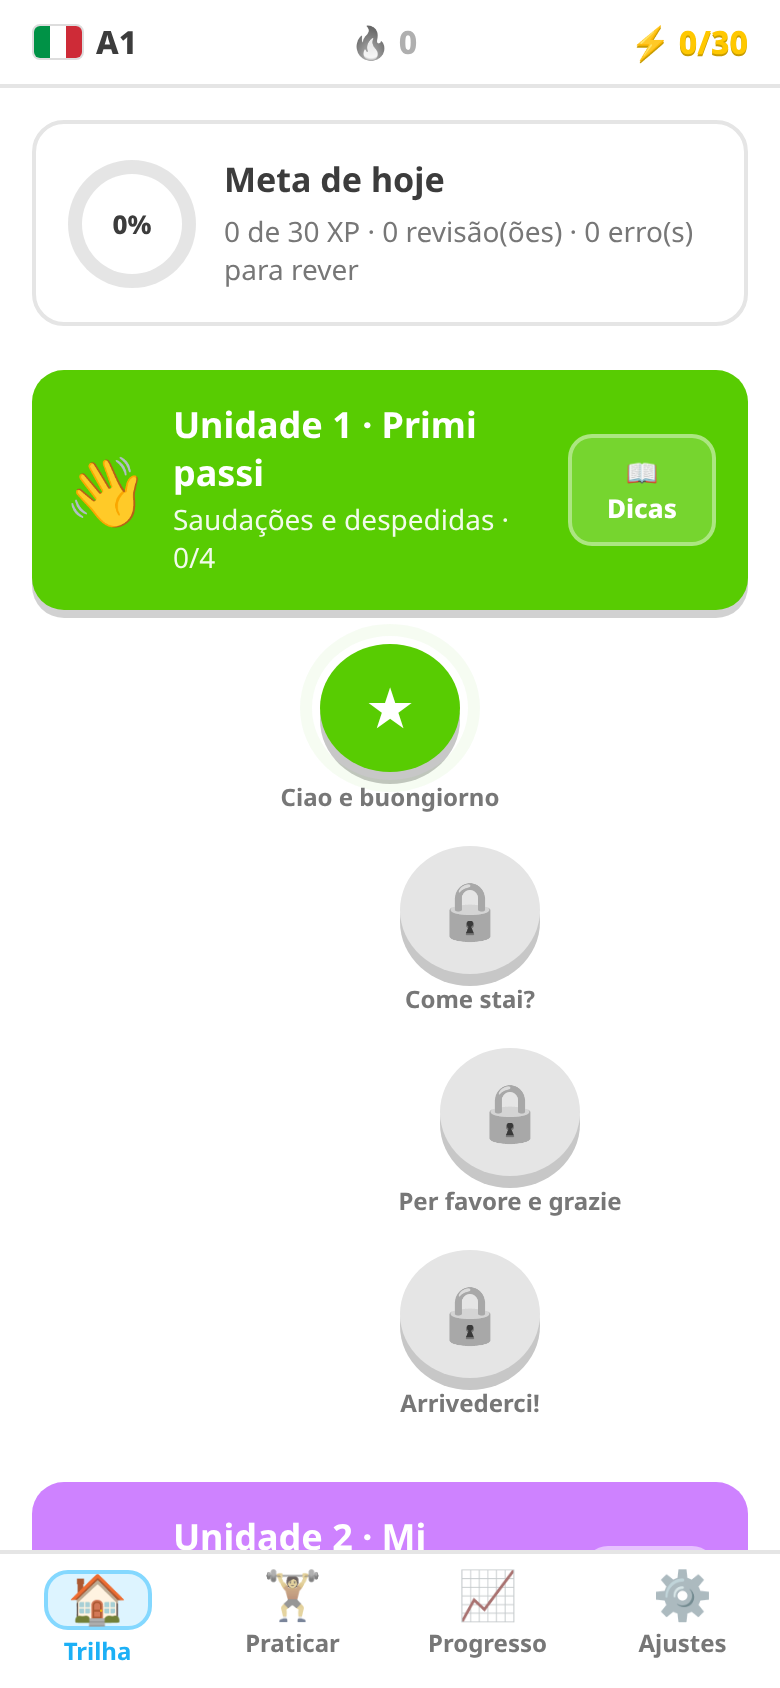 A1
0
0/30
0%
Meta de hoje
0 de 30 XP · 0 revisão(ões) · 0 erro(s)
para rever
Unidade 1 · Primi
passi
Saudações e despedidas ·
0/4
Dicas
Ciao e buongiorno
Come stai?
Per favore e grazie
Arrivederci!
Unidade 2 · Mi
Trilha
Praticar
Progresso
Ajustes